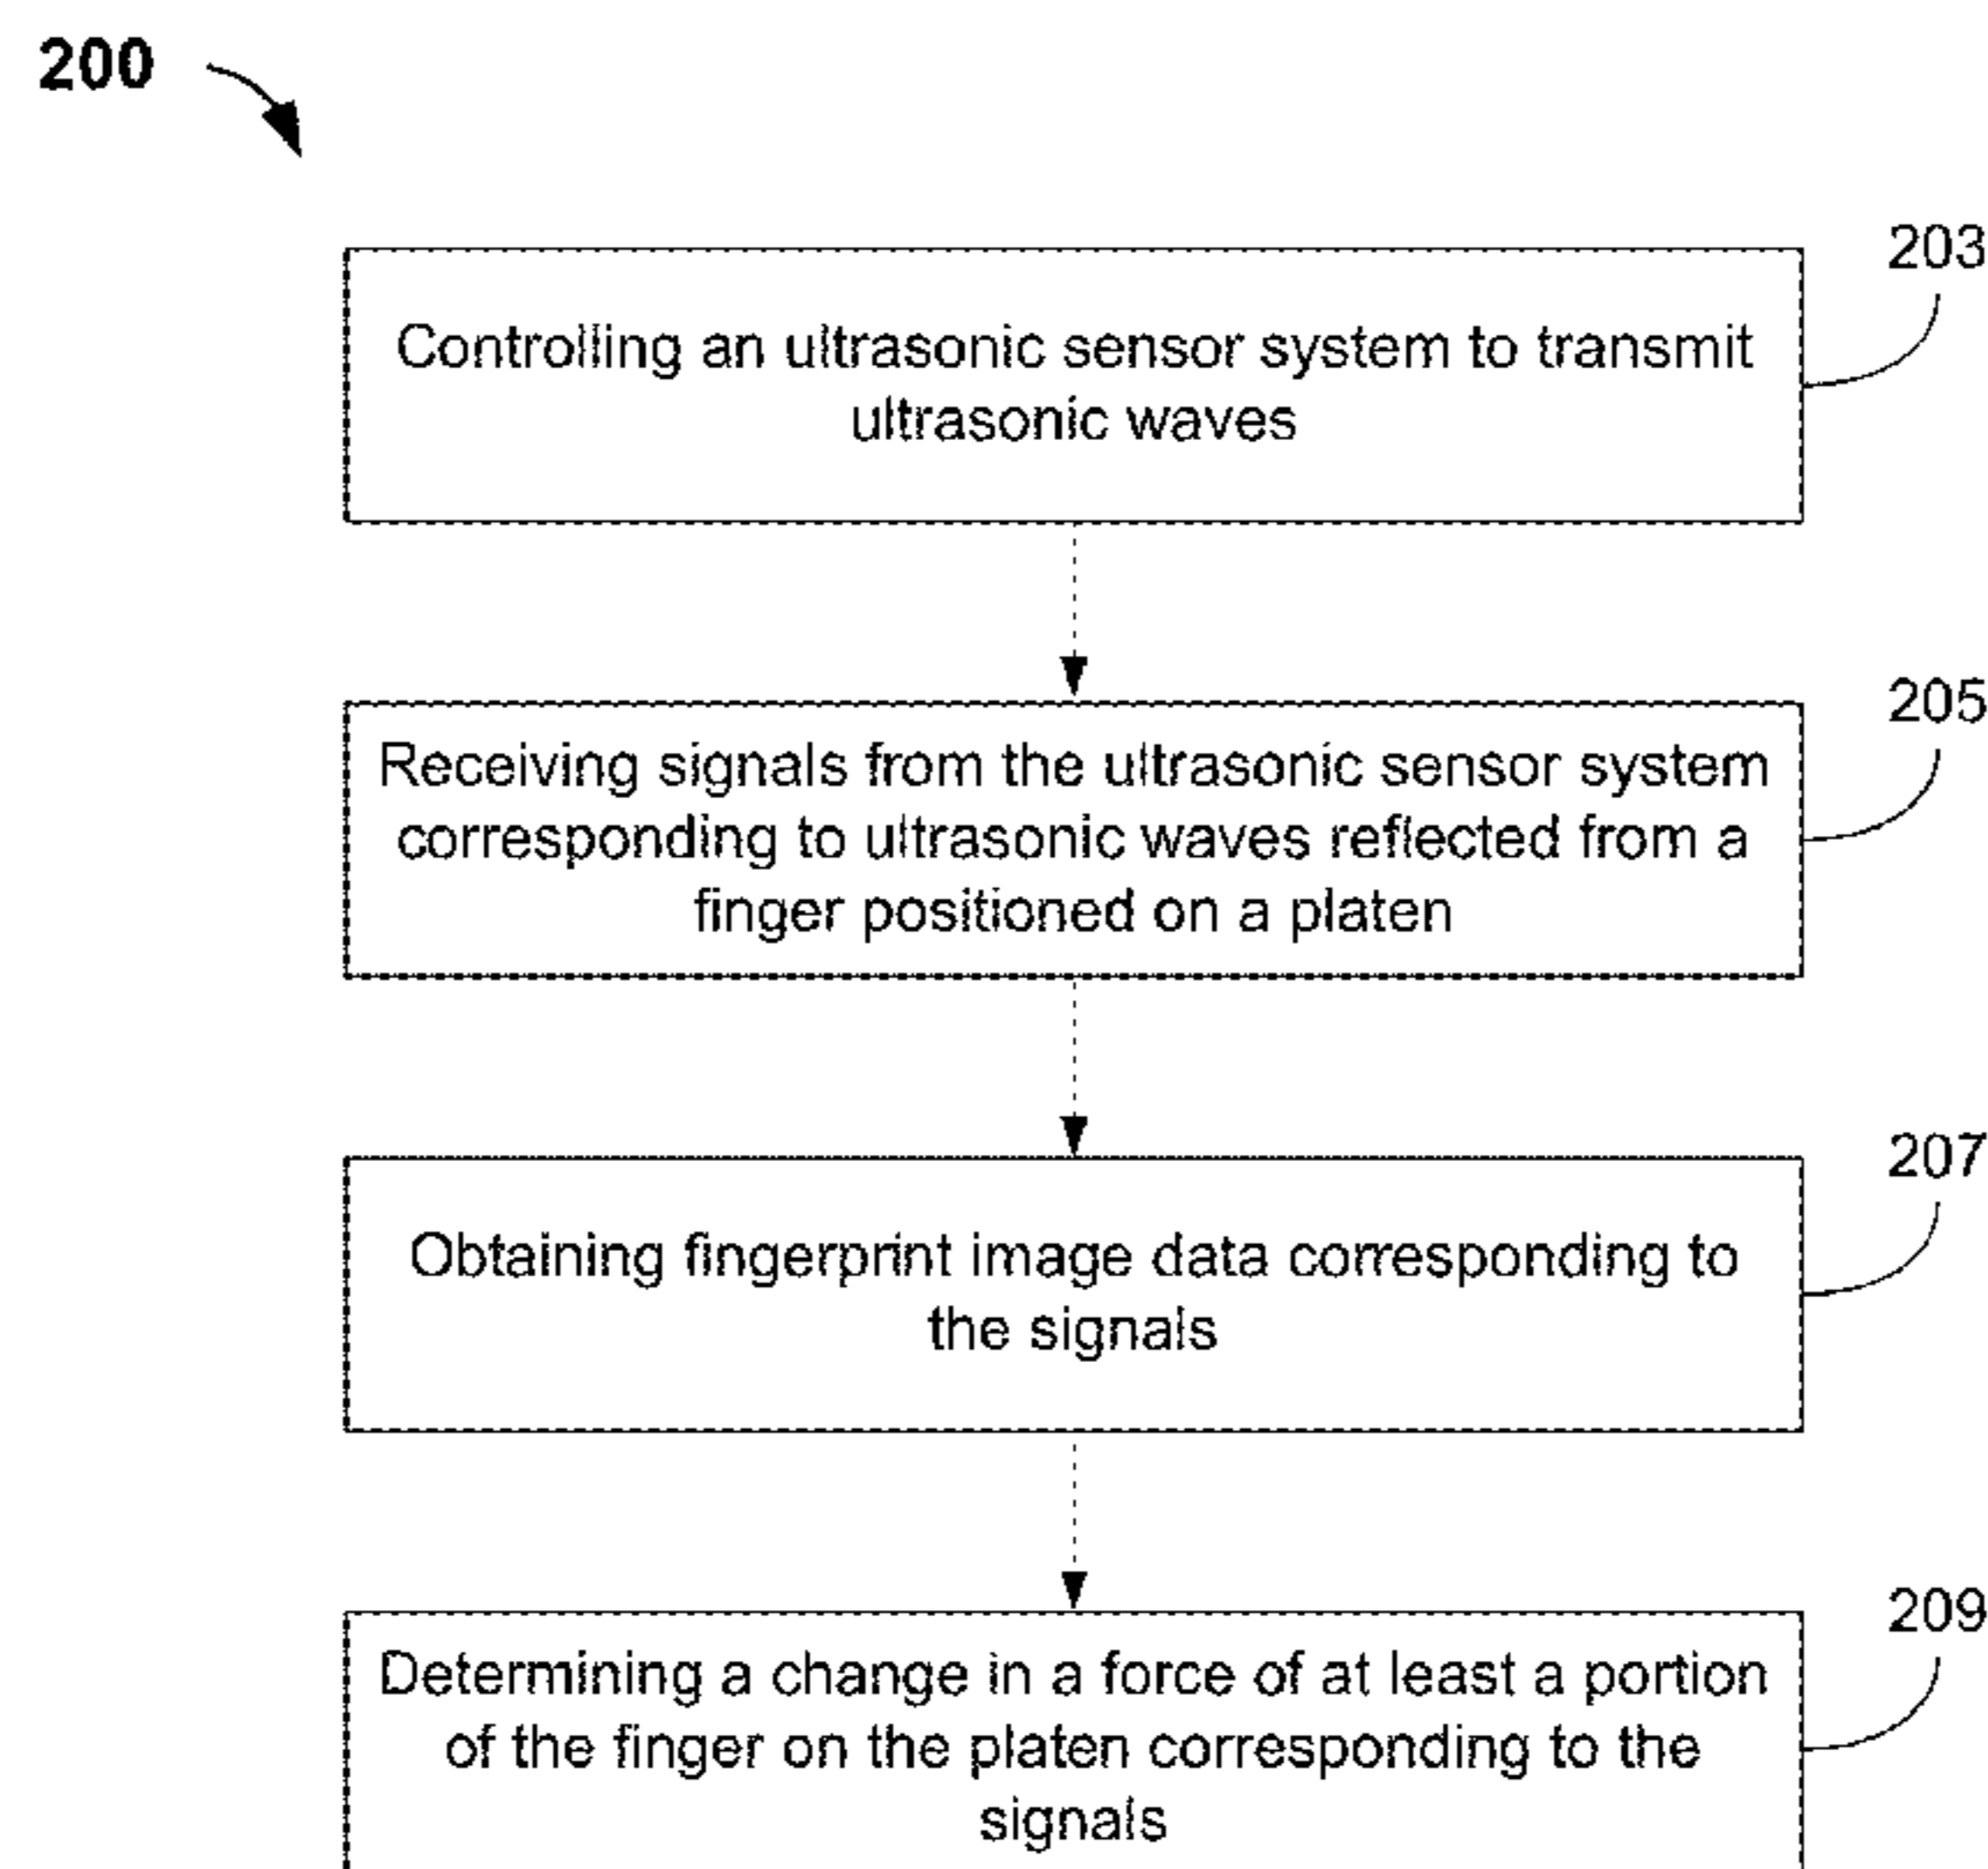 200
203
Controlling an ultrasonic sensor system to transmit
ultrasonic waves
205
Receiving signals from the ultrasonic sensor system
corresponding to ultrasonic waves reflected from a
finger positioned on a platen
207
Obtaining fingerprint image data corresponding to
the signals
209
Determining a change in a force of at least a portion
of the finger on the platen corresponding to the
signals